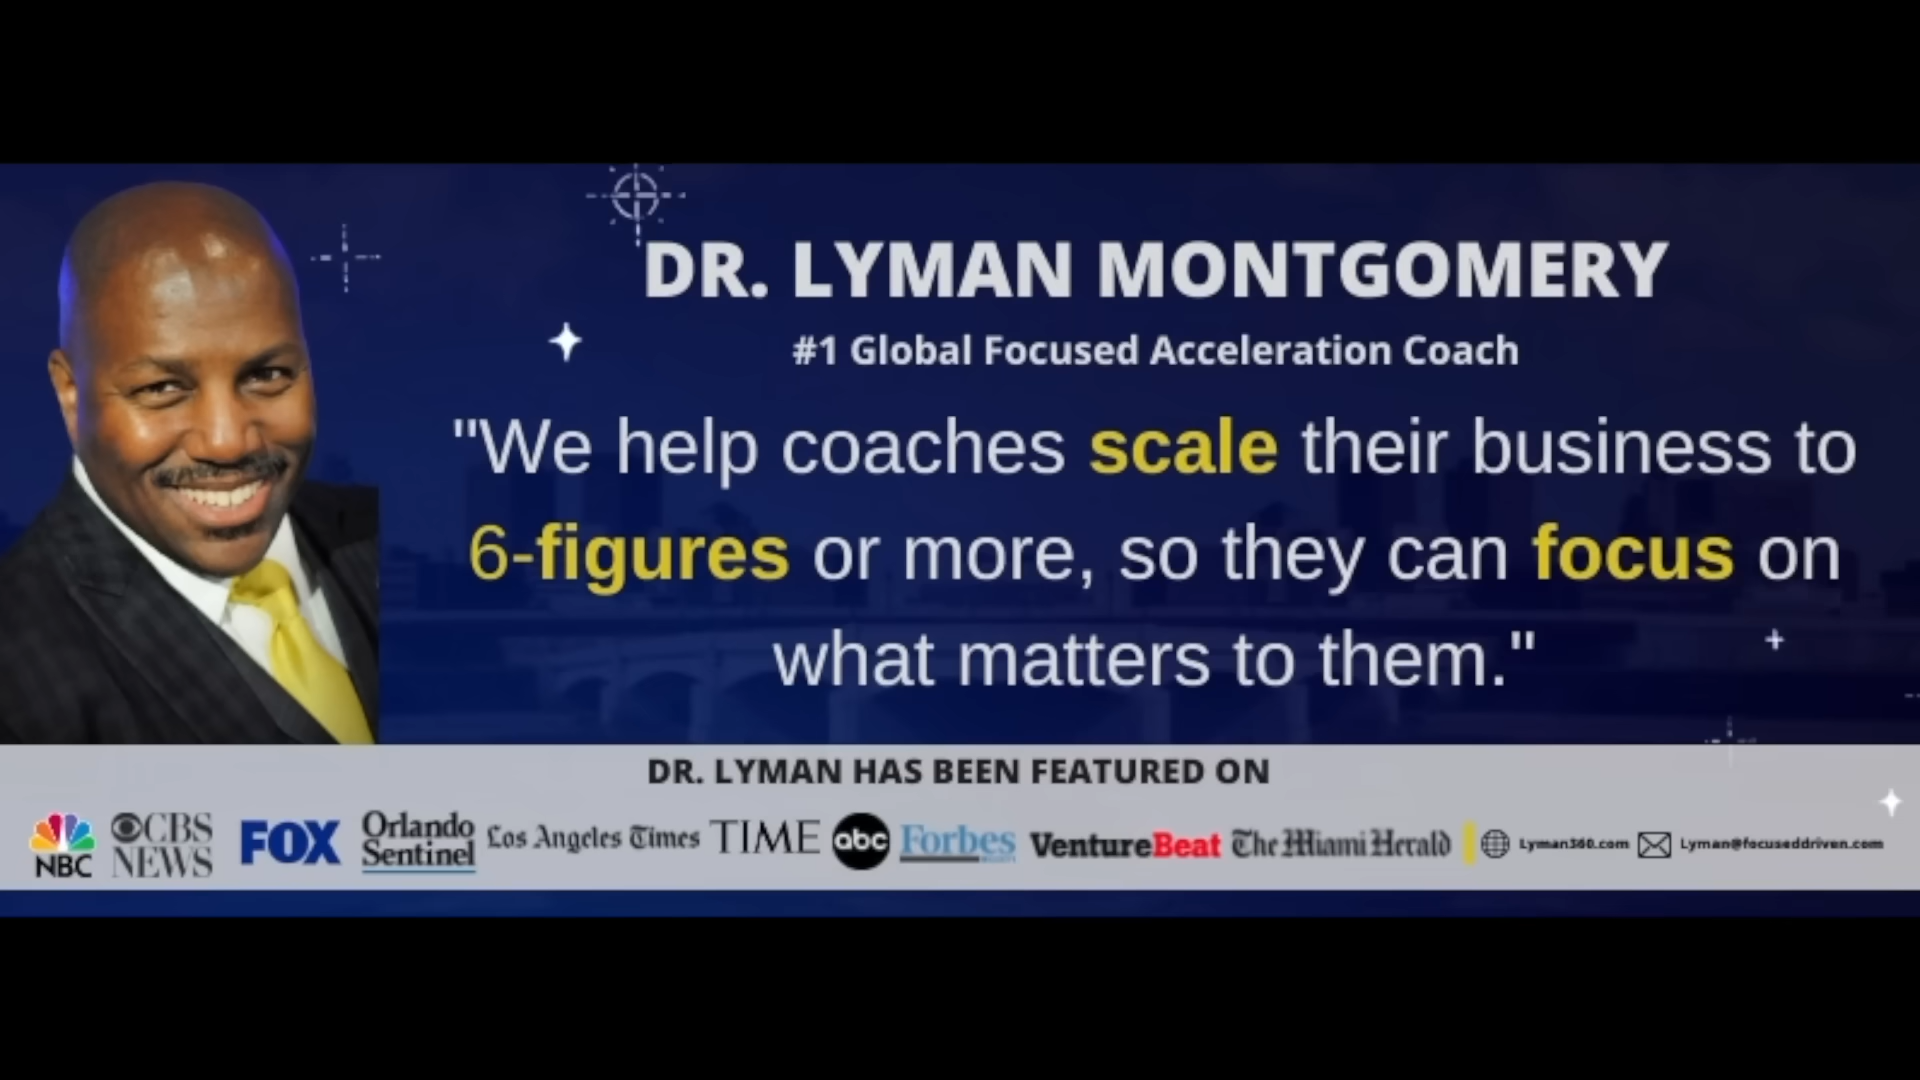 DR. LYMAN MONTGOMERY
#1 Global Focused Acceleration Coach
"We help coaches scale their business to
6-figures or more, so they can focus on
what matters to them."
DR. LYMAN HAS BEEN FEATURED ON
NBC CBS NEWS FOX Orlando Sentinel Los Angeles Times TIME abc Forbes VentureBeat The Miami Herald Lyman360.com Lyman@focuseddriven.com